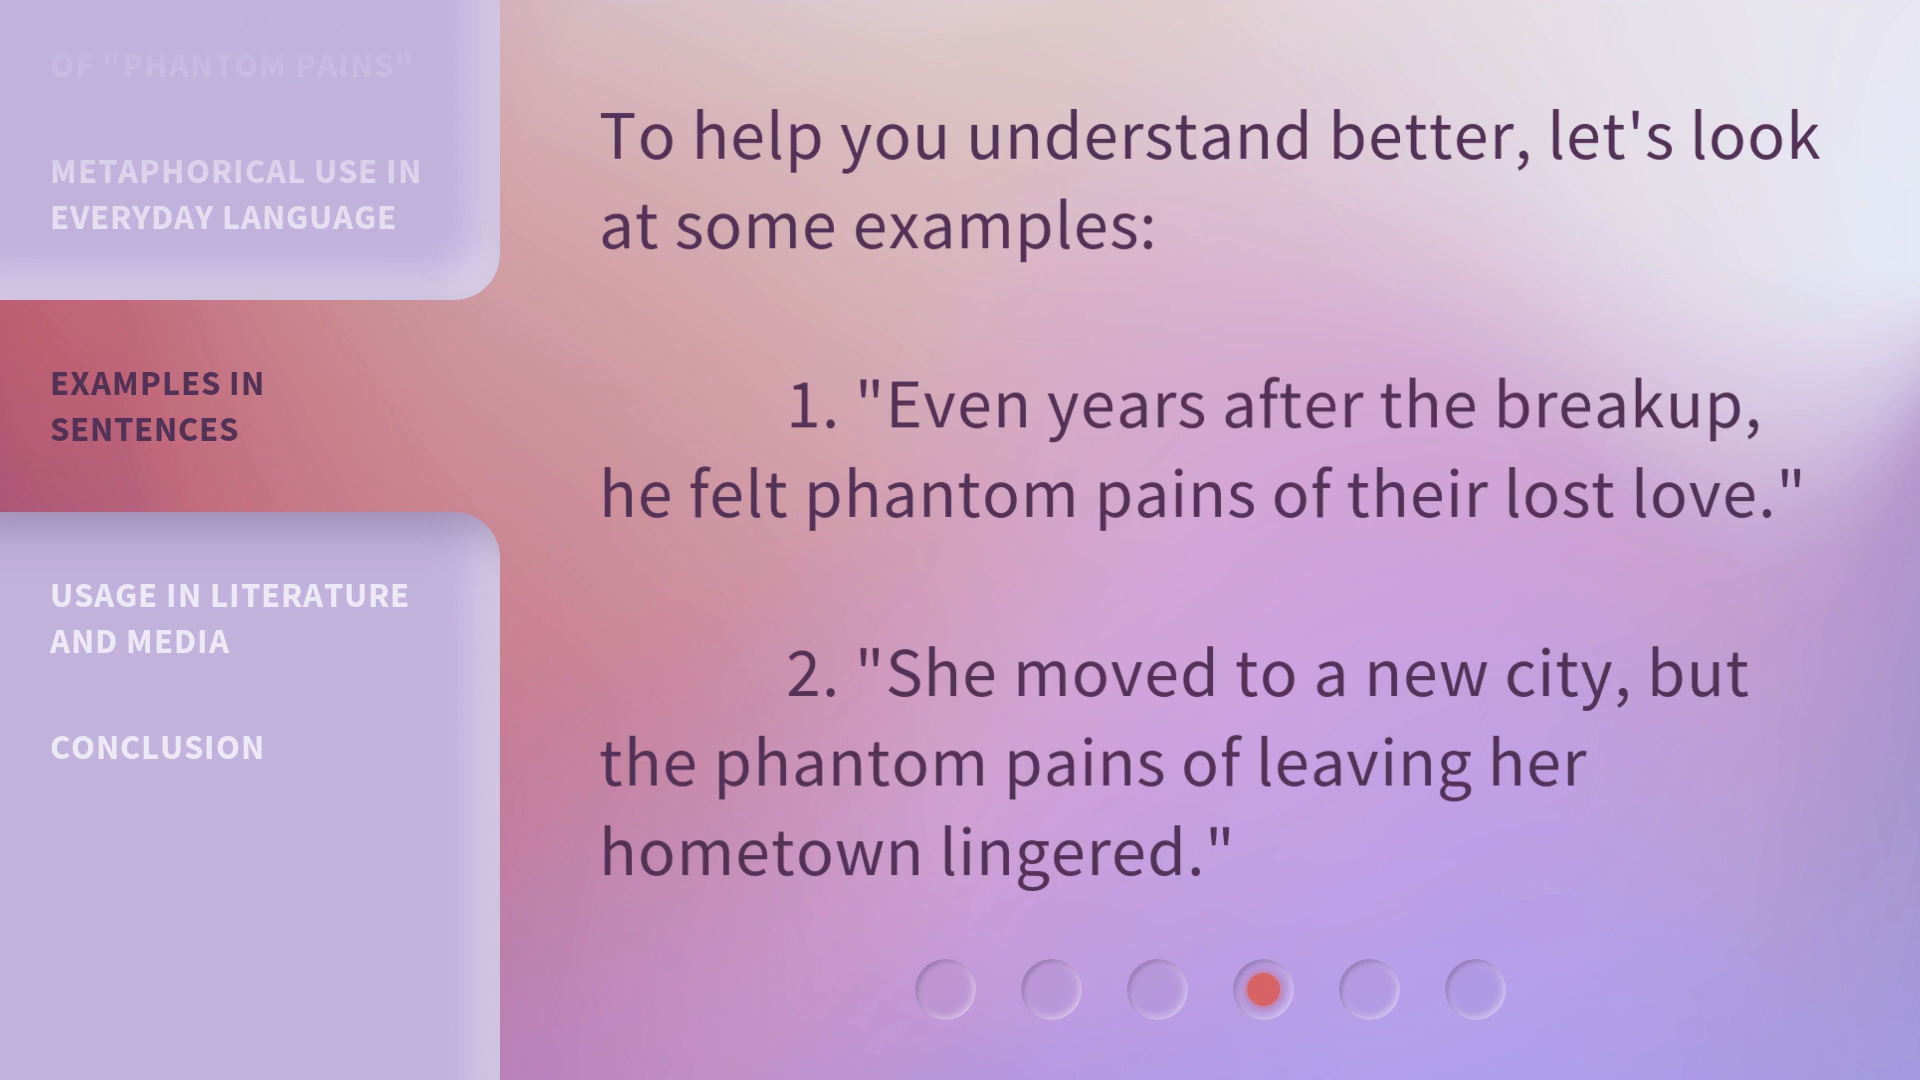 OF "PHANTOM PAINS"
METAPHORICAL USE IN
EVERYDAY LANGUAGE
EXAMPLES IN
SENTENCES
USAGE IN LITERATURE
AND MEDIA
CONCLUSION
To help you understand better, let's look
at some examples:
1. "Even years after the breakup,
he felt phantom pains of their lost love."
2. "She moved to a new city, but
the phantom pains of leaving her
hometown lingered."